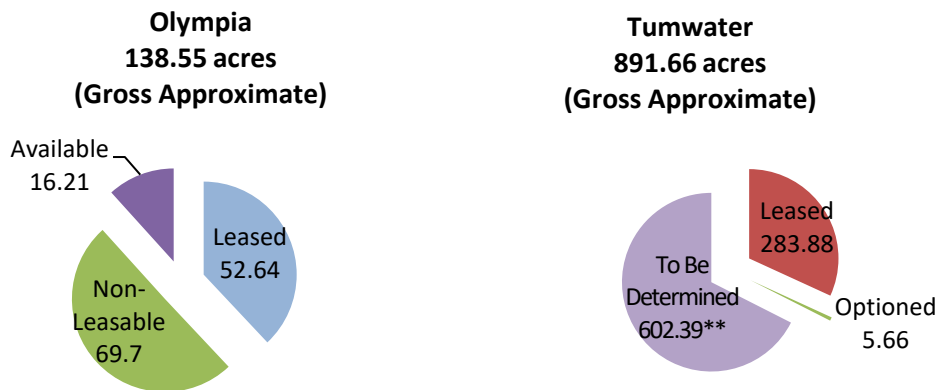 Olympia
138.55 acres
(Gross Approximate)
Available
16.21
Leased
52.64
Non-
Leasable
69.7
Tumwater
891.66 acres
(Gross Approximate)
Leased
283.88
To Be
Determined
602.39**
Optioned
5.66